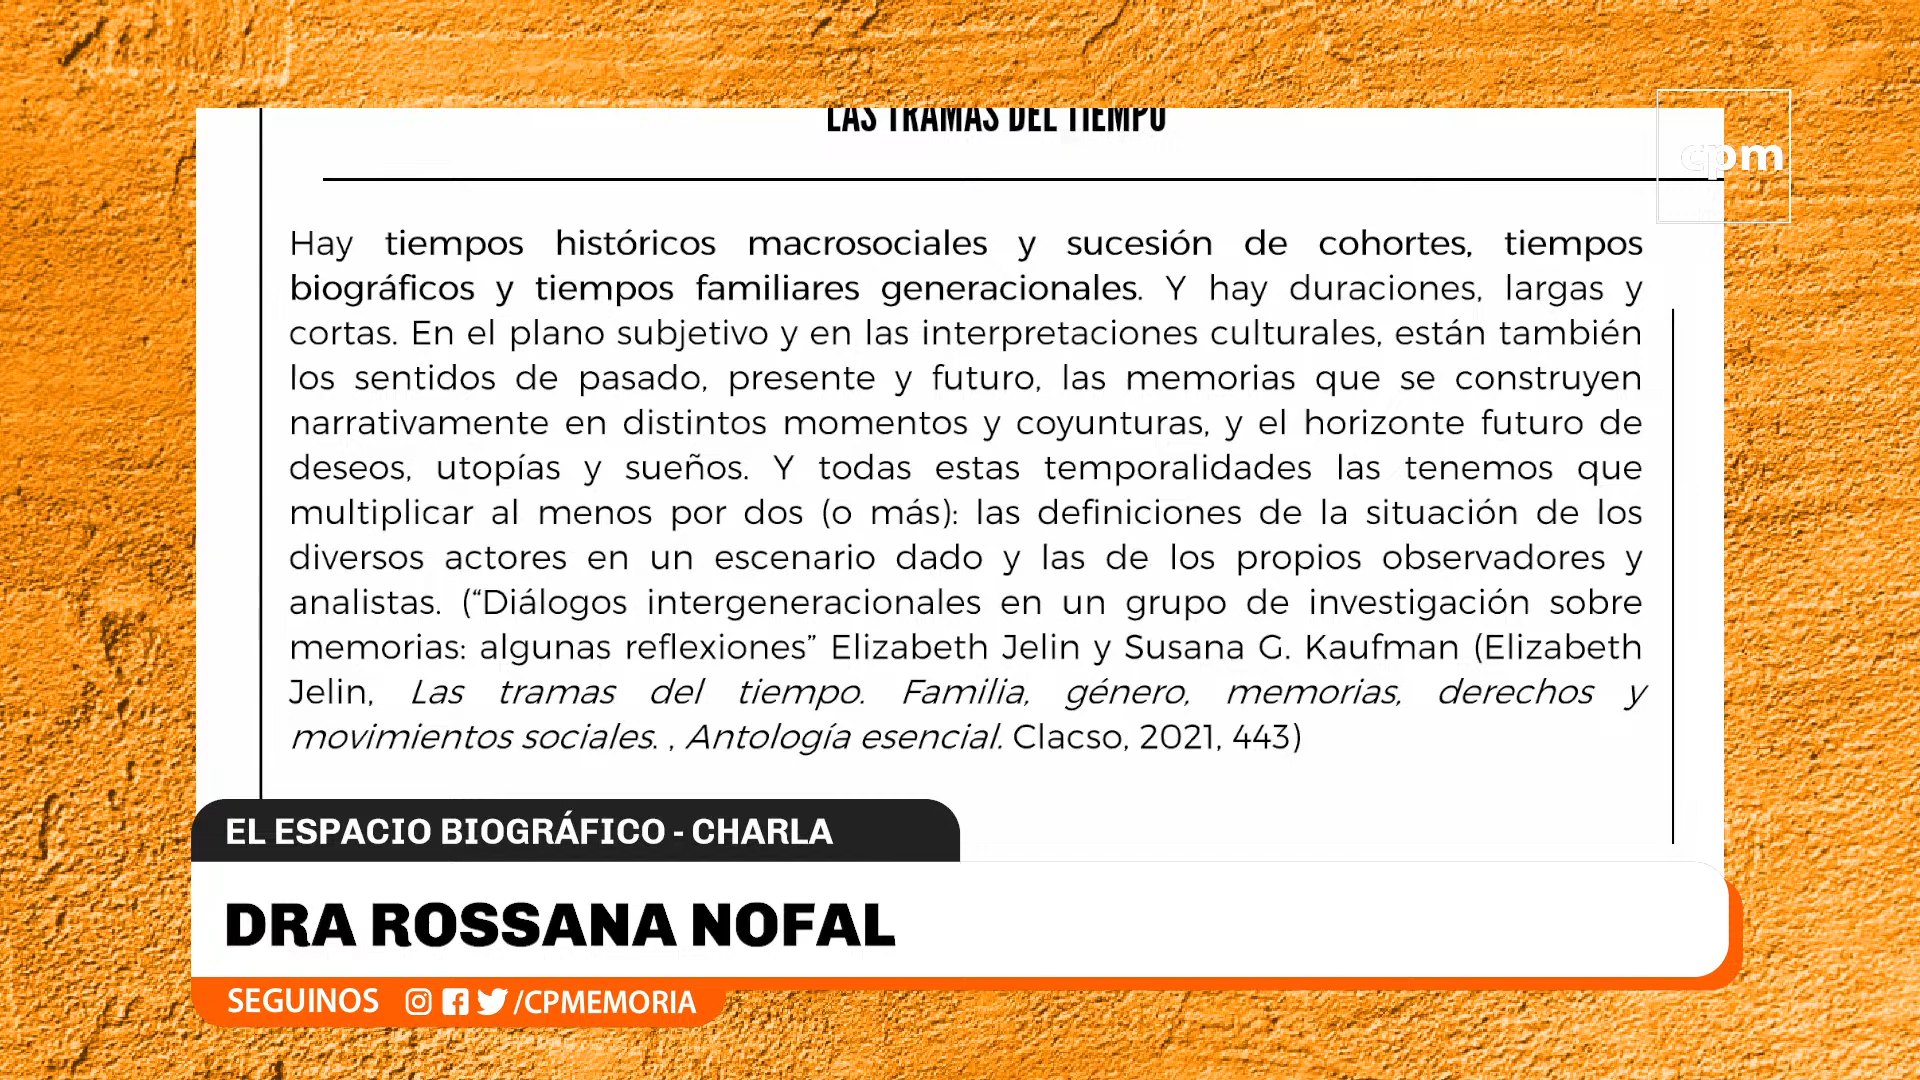 LAS TRAMAS DEL TIEMPO
cpm
Hay tiempos históricos macrosociales y sucesión de cohortes, tiempos
biográficos y tiempos familiares generacionales. Y hay duraciones, largas y
cortas. En el plano subjetivo y en las interpretaciones culturales, están también
los sentidos de pasado, presente y futuro, las memorias que se construyen
narrativamente en distintos momentos y coyunturas, y el horizonte futuro de
deseos, utopías y sueños. Y todas estas temporalidades las tenemos que
multiplicar al menos por dos (o más): las definiciones de la situación de los
diversos actores en un escenario dado y las de los propios observadores y
analistas. (“Diálogos intergeneracionales en un grupo de investigación sobre
memorias: algunas reflexiones” Elizabeth Jelin y Susana G. Kaufman (Elizabeth
Jelin, Las tramas del tiempo. Familia, género, memorias, derechos y
movimientos sociales. , Antología esencial. Clacso, 2021, 443)
EL ESPACIO BIOGRÁFICO - CHARLA
DRA ROSSANA NOFAL
SEGUINOS /CPMEMORIA